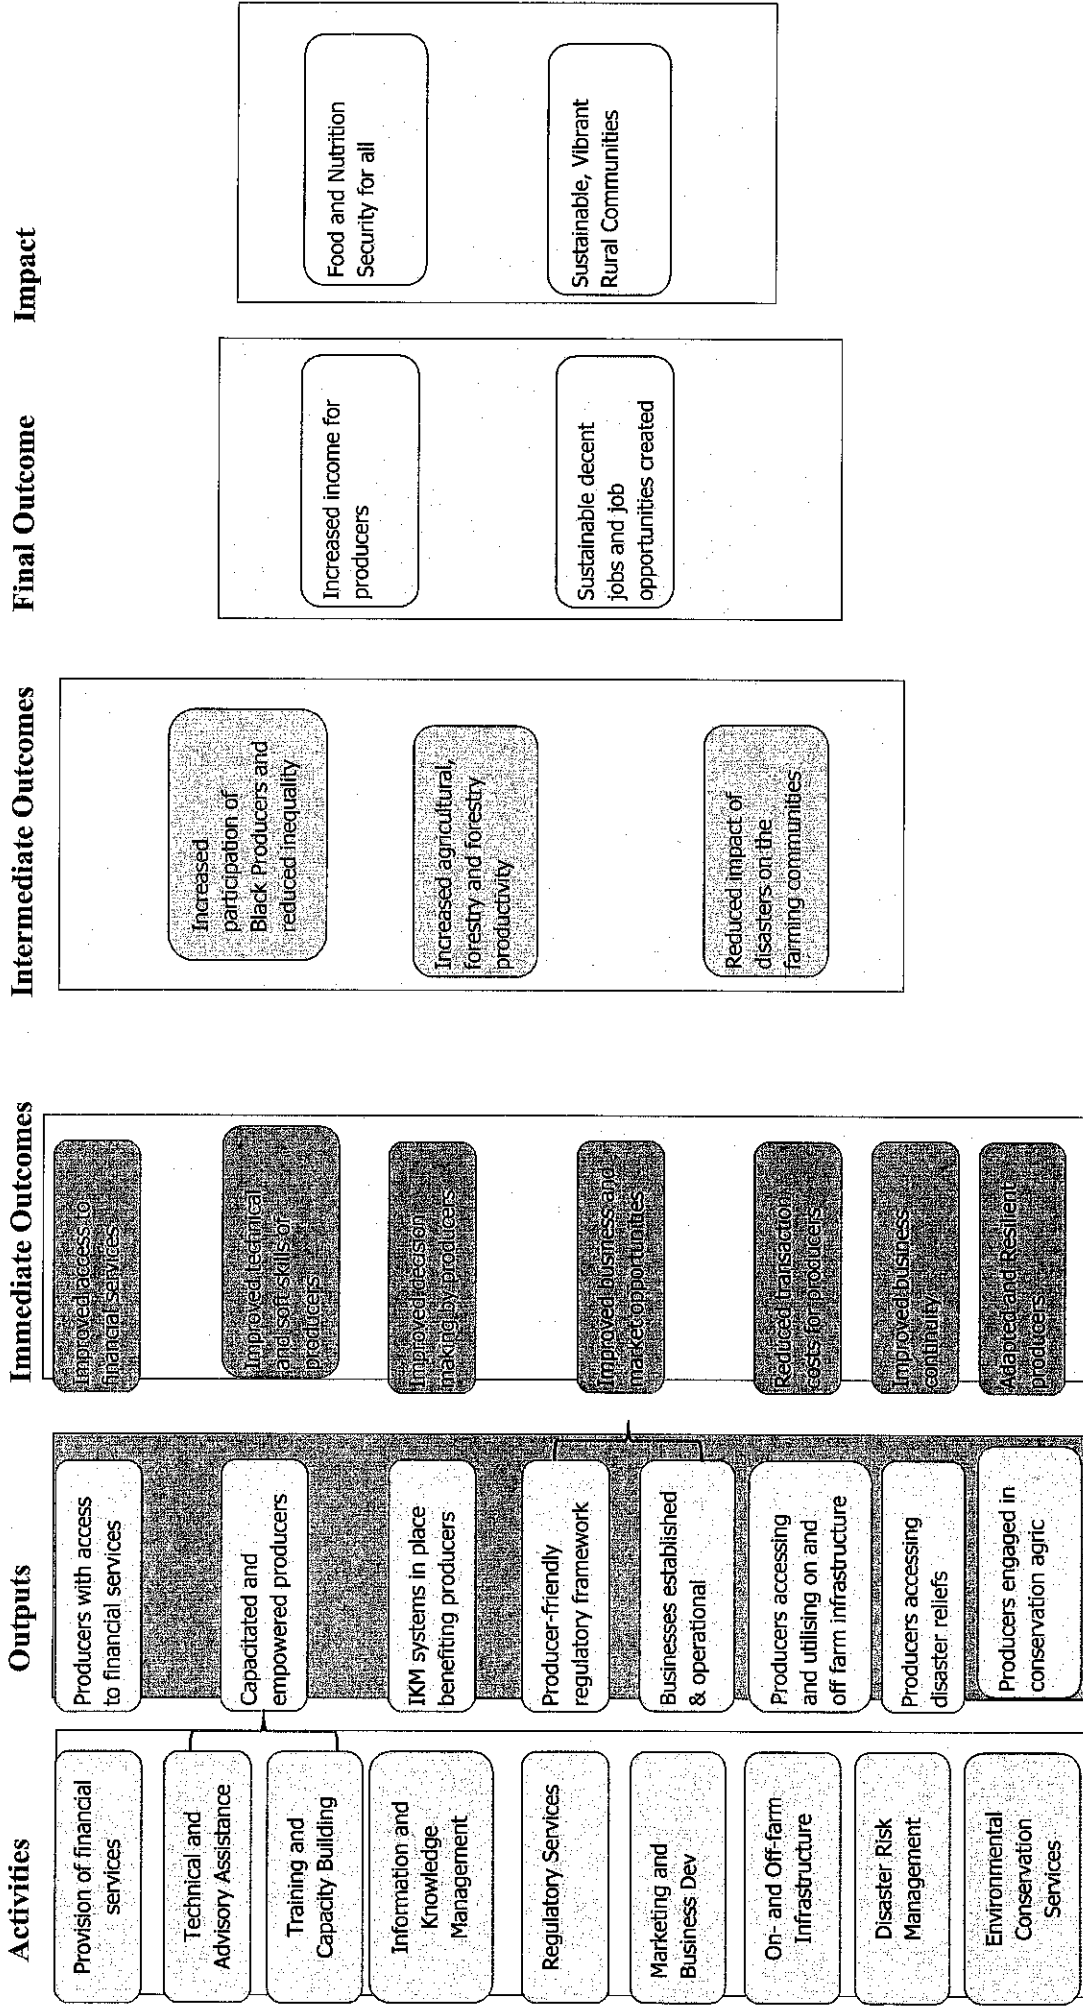 Activities
Provision of financial
services
Technical and
Advisory Assistance
Training and
Capacity Building
Information and
Knowledge
Management
Regulatory Services
Marketing and
Business Dev
On- and Off-farm
Infrastructure
Disaster Risk
Management
Environmental
Conservation
Services
Outputs
Producers with access
to financial services
Capacitated and
empowered producers
IKM systems in place
benefiting producers
Producer-friendly
regulatory framework
Businesses established
& operational
Producers accessing
and utilising on and
off farm infrastructure
Producers accessing
disaster reliefs
Producers engaged in
conservation agric
Immediate Outcomes
Improved access to
financial services
Improved technical
and soft skills of
producers
Improved decision
making by producers
Improved business and
market opportunities
Reduced transaction
costs for producers
Improved business
continuity
Adapted and Resilient
producers
Intermediate Outcomes
Increased
participation of
Black Producers and
reduced inequality
Increased agricultural,
forestry and forestry
productivity
Reduced impact of
disasters on the
farming communities
Final Outcome
Increased income for
producers
Sustainable decent
jobs and job
opportunities created
Impact
Food and Nutrition
Security for all
Sustainable, Vibrant
Rural Communities